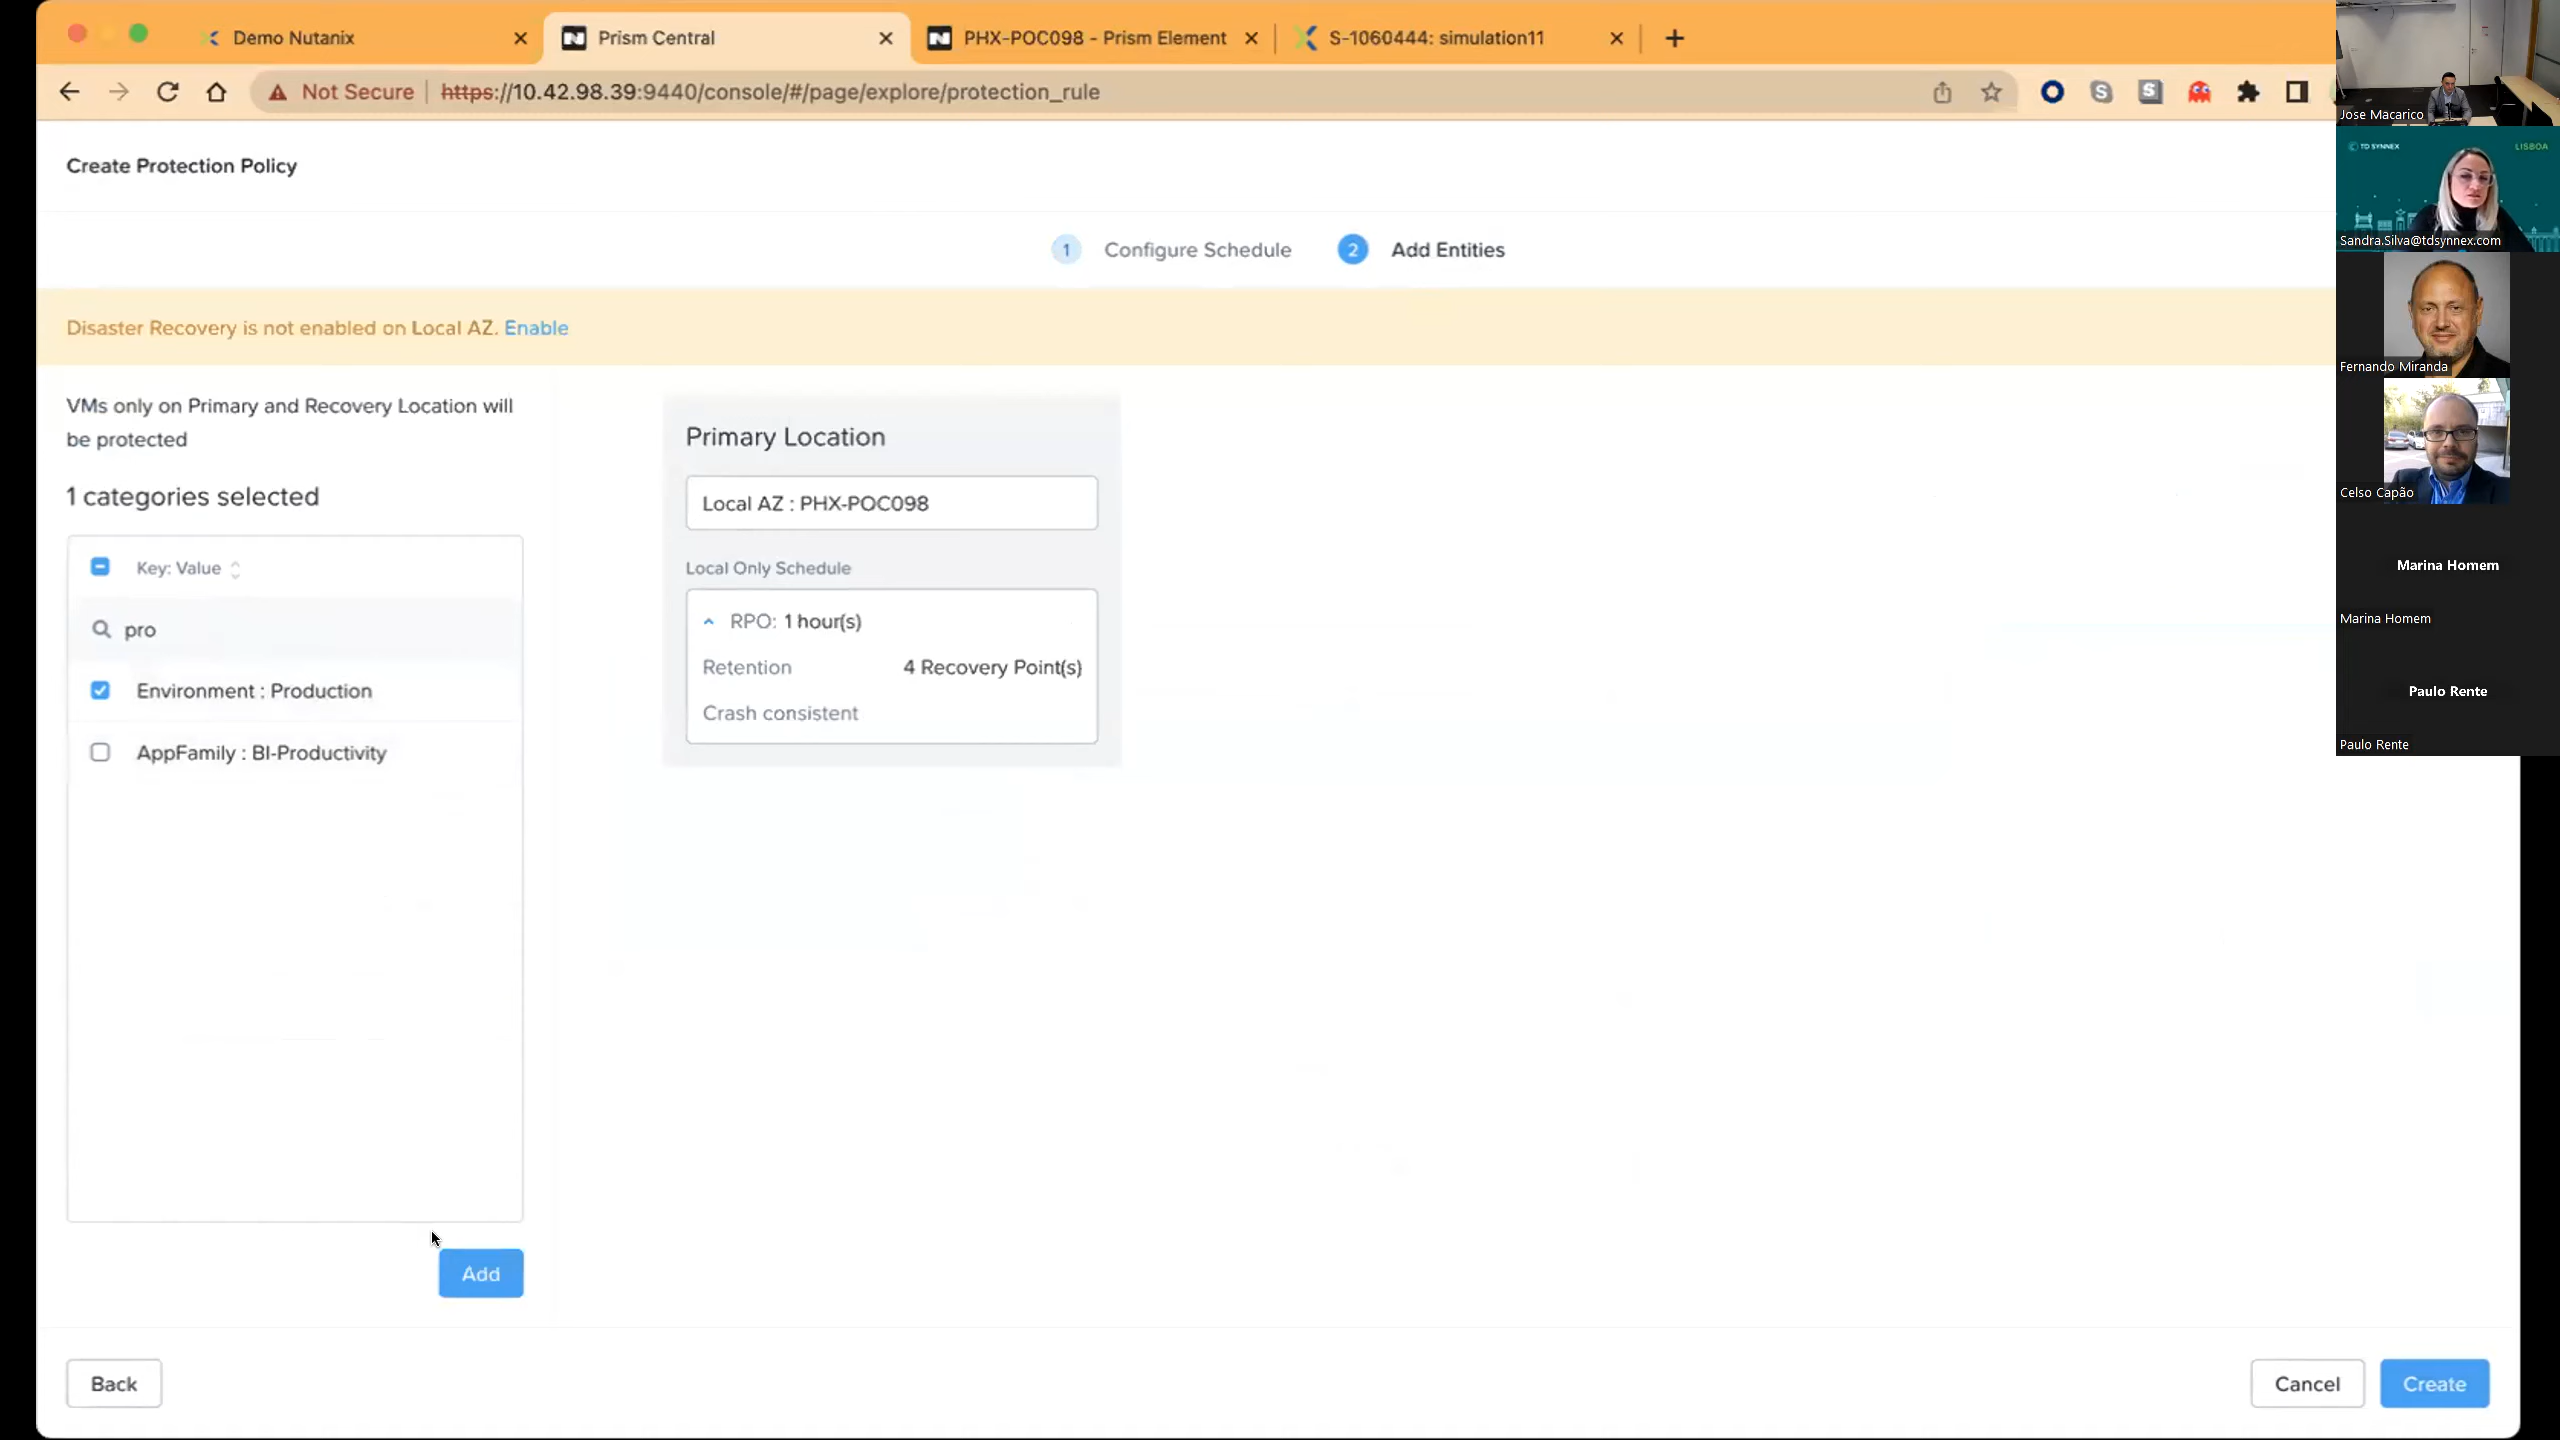 Demo Nutanix
Prism Central
PHX-POC098 - Prism Element
S-1060444: simulation11
Not Secure
https://10.42.98.39:9440/console/#/page/explore/protection_rule
Create Protection Policy
1 Configure Schedule
2 Add Entities
Disaster Recovery is not enabled on Local AZ. Enable
VMs only on Primary and Recovery Location will
be protected
1 categories selected
Key: Value
pro
Environment : Production
AppFamily : BI-Productivity
Add
Primary Location
Local AZ : PHX-POC098
Local Only Schedule
RPO: 1 hour(s)
Retention 4 Recovery Point(s)
Crash consistent
Back
Cancel
Create
Jose Macarico
TD SYNNEX
LISBOA
Sandra.Silva@tdsynnex.com
Fernando Miranda
Celso Capão
Marina Homem
Marina Homem
Paulo Rente
Paulo Rente